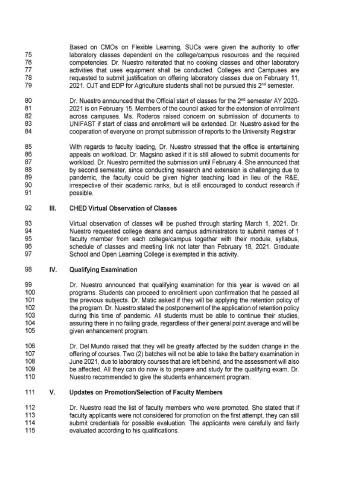 Based on CMOs on Flexible Learning, SUCs were given the authority to offer
75 laboratory classes dependent on the college/campus resources and the required
76 competencies. Dr. Nuestro reiterated that no cooking classes and other laboratory
77 activities that uses equipment shall be conducted. Colleges and Campuses are
78 requested to submit justification on offering laboratory classes due on February 11,
79 2021. OJT and EDP for Agriculture students shall not be pursued this 2nd semester.
80 Dr. Nuestro announced that the Official start of classes for the 2nd semester AY 2020-
81 2021 is on February 15. Members of the council asked for the extension of enrollment
82 across campuses. Ms. Roderos raised concern on submission of documents to
83 UNIFAST if start of class and enrollment will be extended. Dr. Nuestro asked for the
84 cooperation of everyone on prompt submission of reports to the University Registrar
85 With regards to faculty loading, Dr. Nuestro stressed that the office is entertaining
86 appeals on workload. Dr. Magsino asked if it is still allowed to submit documents for
87 workload. Dr. Nuestro permitted the submission until February 4. She announced that
88 by second semester, since conducting research and extension is challenging due to
89 pandemic, the faculty could be given higher teaching load in lieu of the R&E,
90 irrespective of their academic ranks, but is still encouraged to conduct research if
91 possible.
92 III. CHED Virtual Observation of Classes
93 Virtual observation of classes will be pushed through starting March 1, 2021. Dr.
94 Nuestro requested college deans and campus administrators to submit names of 1
95 faculty member from each college/campus together with their module, syllabus,
96 schedule of classes and meeting link not later than February 18, 2021. Graduate
97 School and Open Learning College is exempted in this activity.
98 IV. Qualifying Examination
99 Dr. Nuestro announced that qualifying examination for this year is waved on all
100 programs. Students can proceed to enrollment upon confirmation that he passed all
101 the previous subjects. Dr. Matic asked if they will be applying the retention policy of
102 the program. Dr. Nuestro stated the postponement of the application of retention policy
103 during this time of pandemic. All students must be able to continue their studies,
104 assuring there in no failing grade, regardless of their general point average and will be
105 given enhancement program.
106 Dr. Del Mundo raised that they will be greatly affected by the sudden change in the
107 offering of courses. Two (2) batches will not be able to take the battery examination in
108 June 2021, due to laboratory courses that are left behind, and the assessment will also
109 be affected. All they can do now is to prepare and study for the qualifying exam. Dr.
110 Nuestro recommended to give the students enhancement program.
111 V. Updates on Promotion/Selection of Faculty Members
112 Dr. Nuestro read the list of faculty members who were promoted. She stated that if
113 faculty applicants were not considered for promotion on the first attempt, they can still
114 submit credentials for possible evaluation. The applicants were carefully and fairly
115 evaluated according to his qualifications.